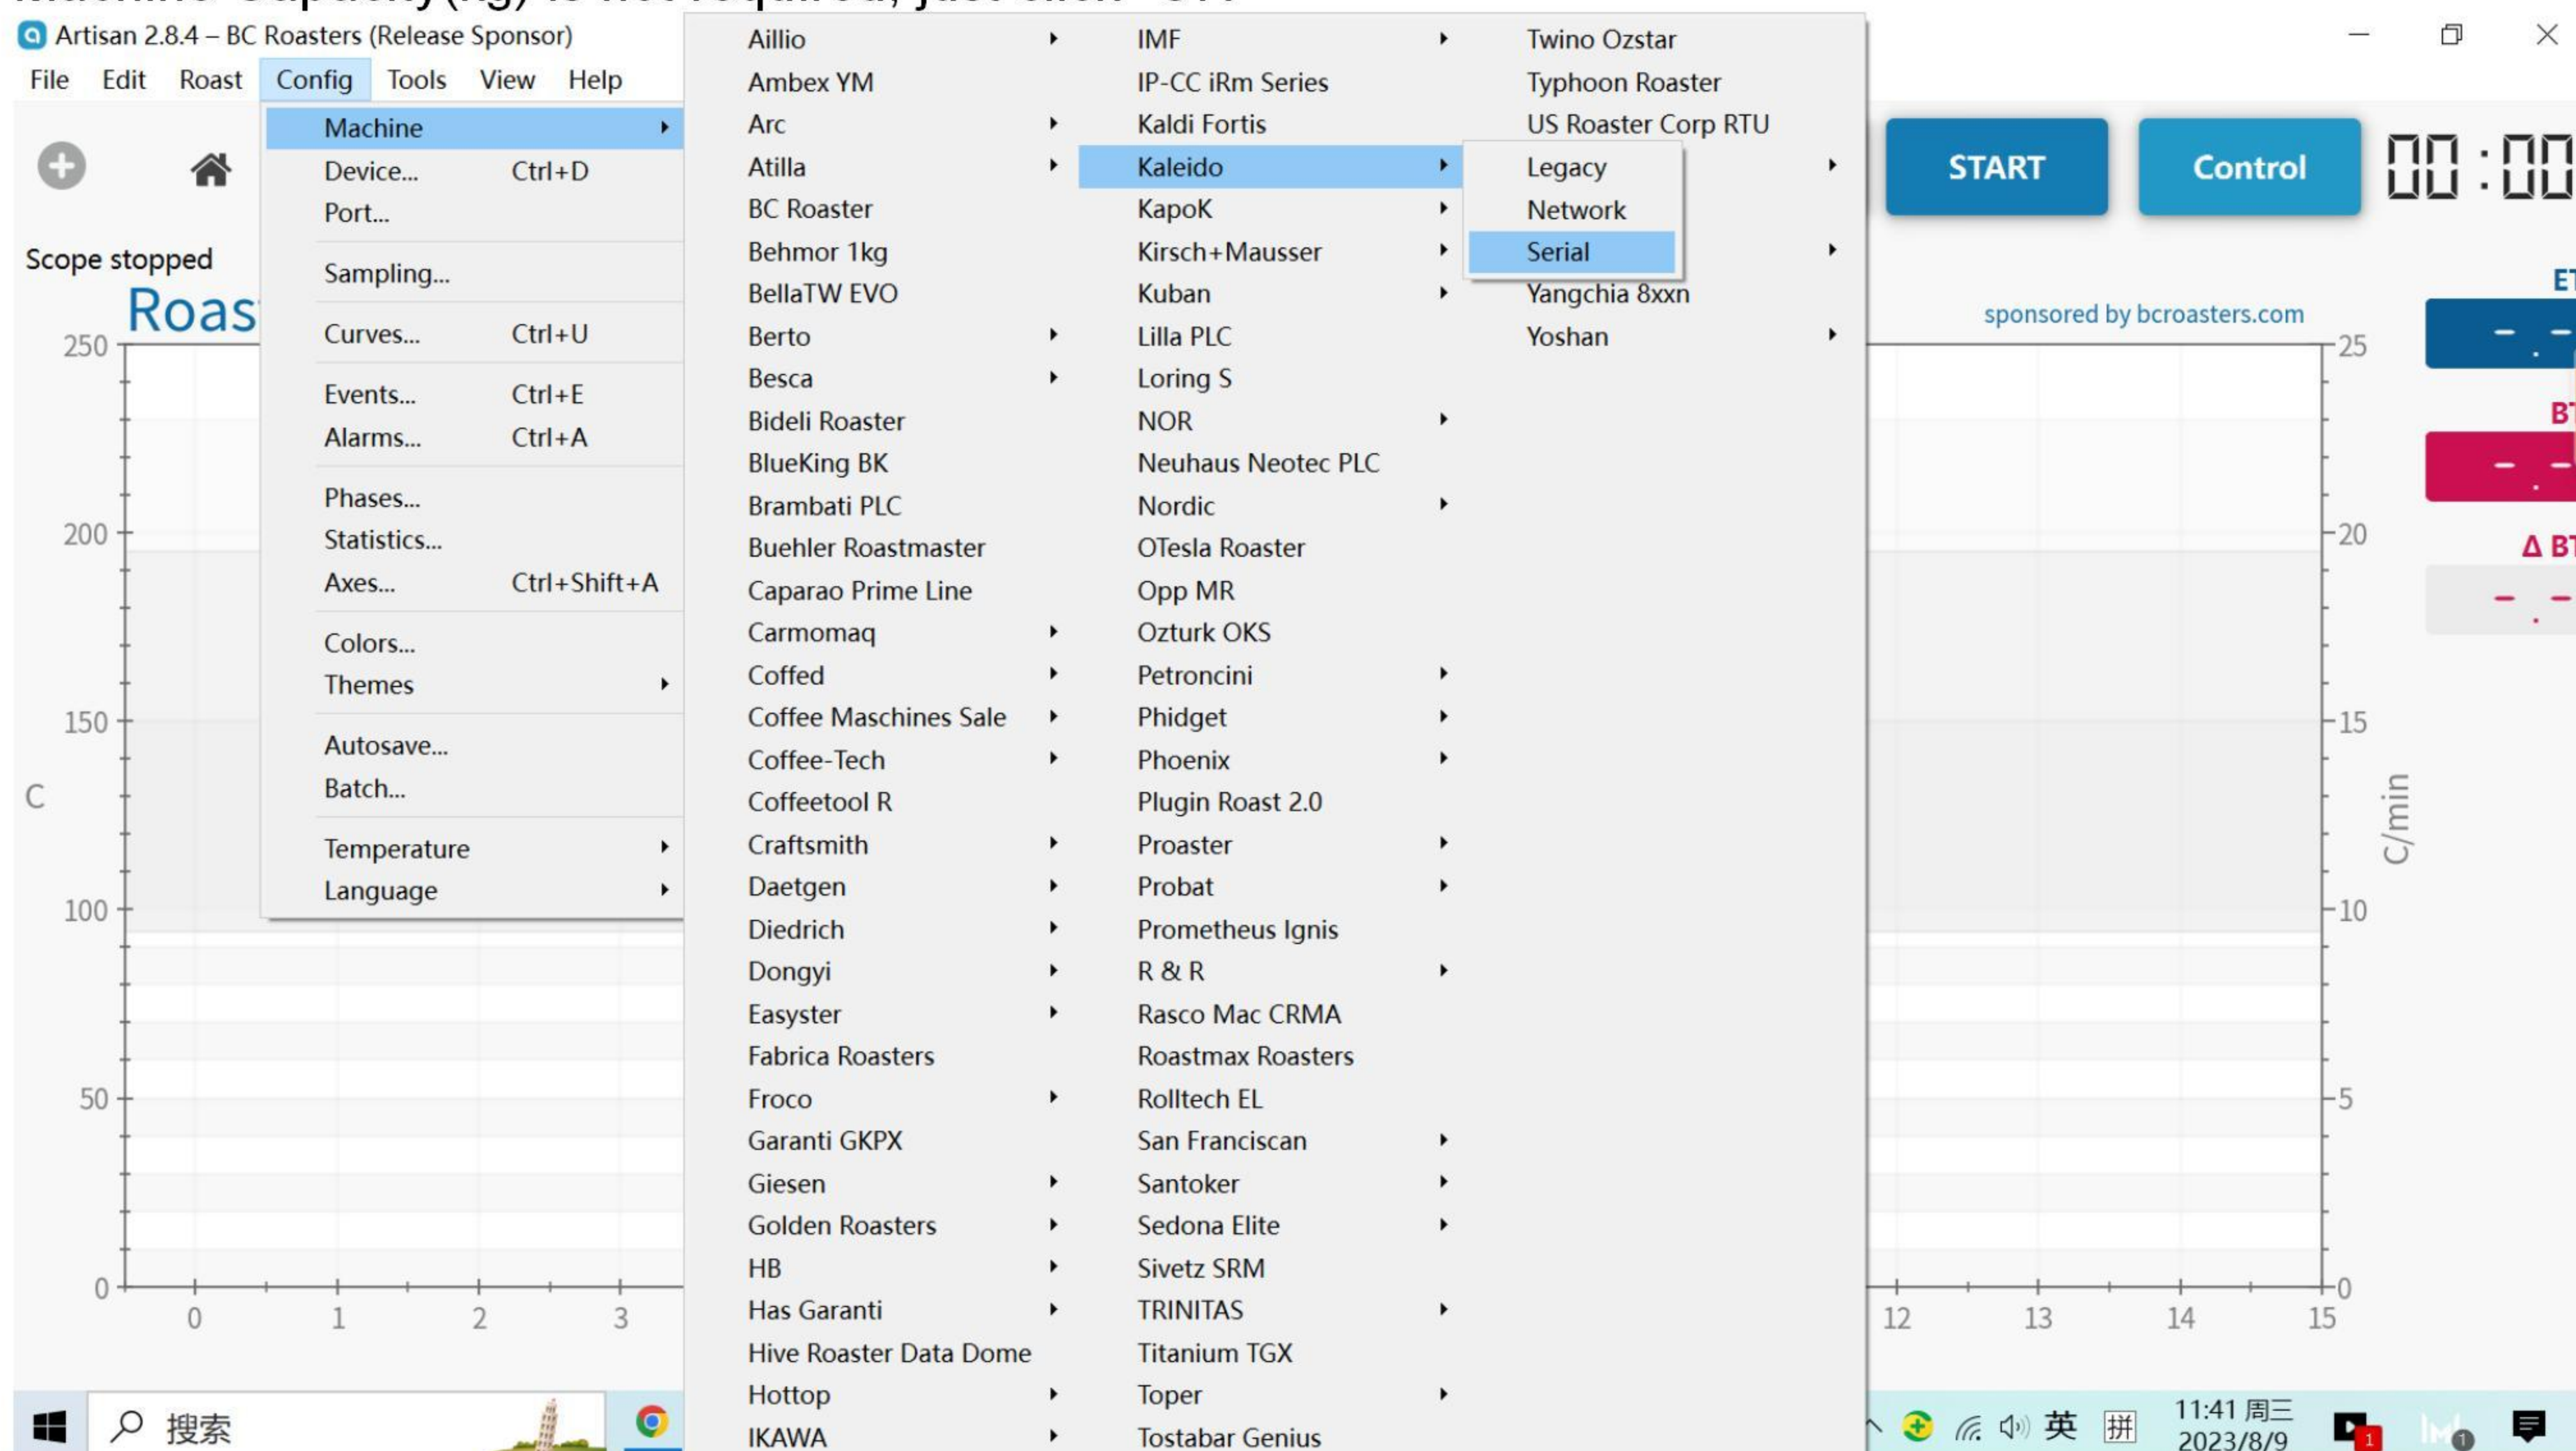 Artisan 2.8.4 – BC Roasters (Release Sponsor)
File Edit Roast Config Tools View Help
Machine
Device... Ctrl+D
Port...
Sampling...
Curves... Ctrl+U
Events... Ctrl+E
Alarms... Ctrl+A
Phases...
Statistics...
Axes... Ctrl+Shift+A
Colors...
Themes
Autosave...
Batch...
Temperature
Language
Aillio
Ambex YM
Arc
Atilla
BC Roaster
Behmor 1kg
BellaTW EVO
Berto
Besca
Bideli Roaster
BlueKing BK
Brambati PLC
Buehler Roastmaster
Caparao Prime Line
Carmomaq
Coffed
Coffee Maschines Sale
Coffee-Tech
Coffeetool R
Craftsmith
Daetgen
Diedrich
Dongyi
Easyster
Fabrica Roasters
Froco
Garanti GKPX
Giesen
Golden Roasters
HB
Has Garanti
Hive Roaster Data Dome
Hottop
IKAWA
IMF
IP-CC iRm Series
Kaldi Fortis
Kaleido
KapoK
Kirsch+Mausser
Kuban
Lilla PLC
Loring S
NOR
Neuhaus Neotec PLC
Nordic
OTesla Roaster
Opp MR
Ozturk OKS
Petroncini
Phidget
Phoenix
Plugin Roast 2.0
Proaster
Probat
Prometheus Ignis
R & R
Rasco Mac CRMA
Roastmax Roasters
Rolltech EL
San Franciscan
Santoker
Sedona Elite
Sivetz SRM
TRINITAS
Titanium TGX
Toper
Tostabar Genius
Twino Ozstar
Typhoon Roaster
US Roaster Corp RTU
Legacy
Network
Serial
Yangchia 8xxn
Yoshan
START
Control
00:00
Scope stopped
Roas
sponsored by bcroasters.com
ET
BT
Δ BT
250
200
150
100
50
0
C
25
20
15
10
5
0
C/min
0 1 2 3 12 13 14 15
搜索
英 拼
11:41 周三
2023/8/9
1
1